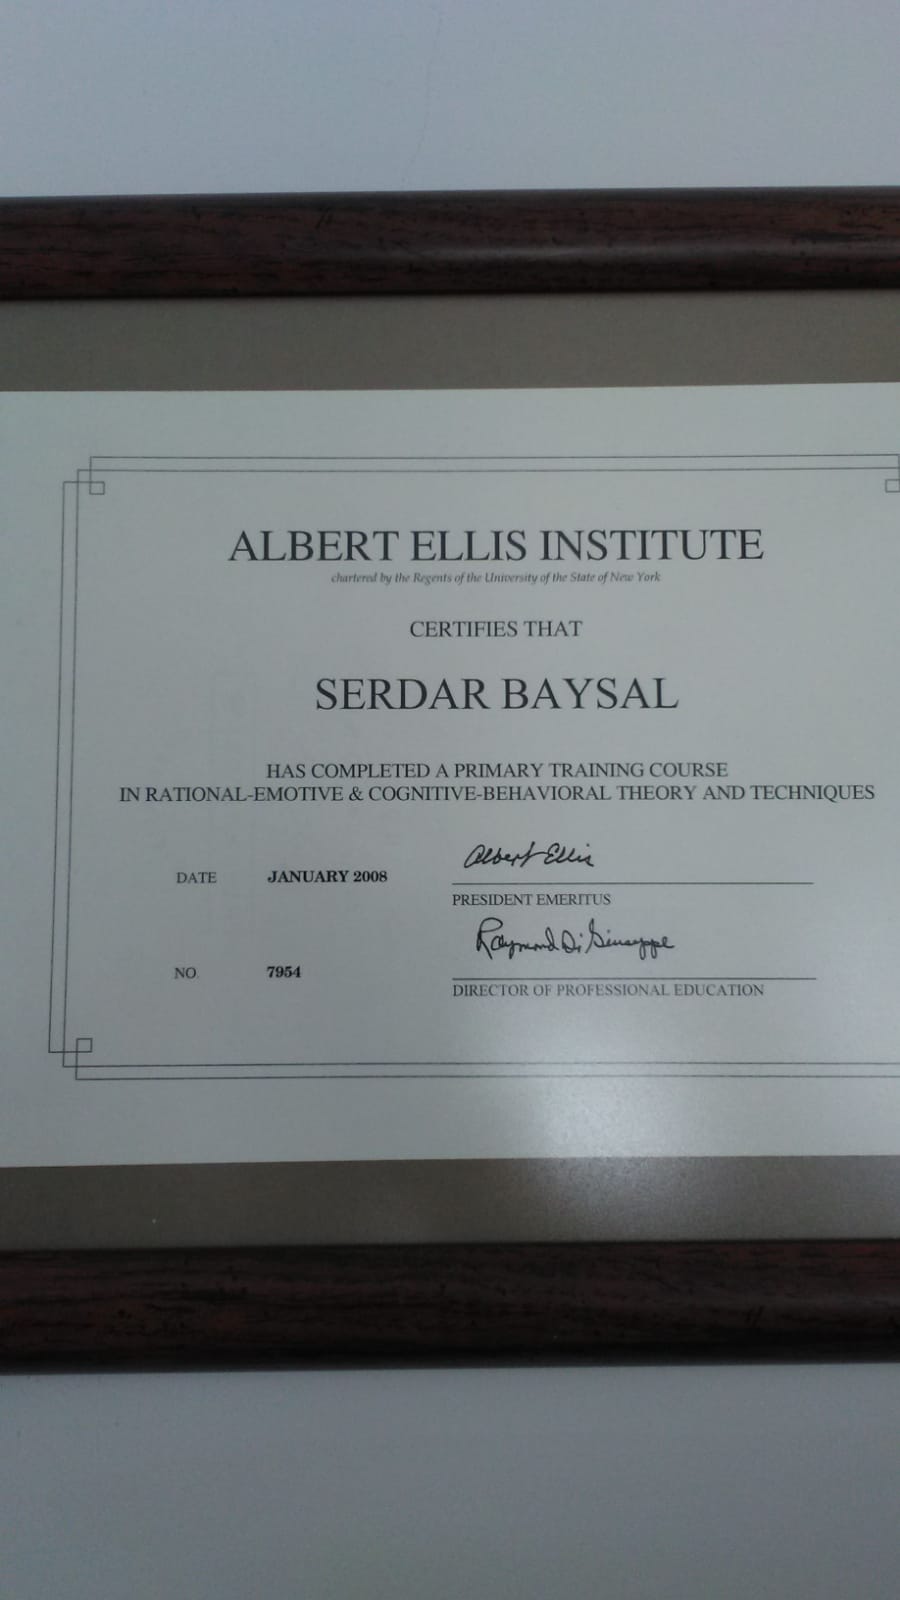 ALBERT ELLIS INSTITUTE
chartered by the Regents of the University of the State of New York
CERTIFIES THAT
SERDAR BAYSAL
HAS COMPLETED A PRIMARY TRAINING COURSE
IN RATIONAL-EMOTIVE & COGNITIVE-BEHAVIORAL THEORY AND TECHNIQUES
Albert Ellis
DATE JANUARY 2008
PRESIDENT EMERITUS
Raymond DiGiuseppe
NO. 7954
DIRECTOR OF PROFESSIONAL EDUCATION